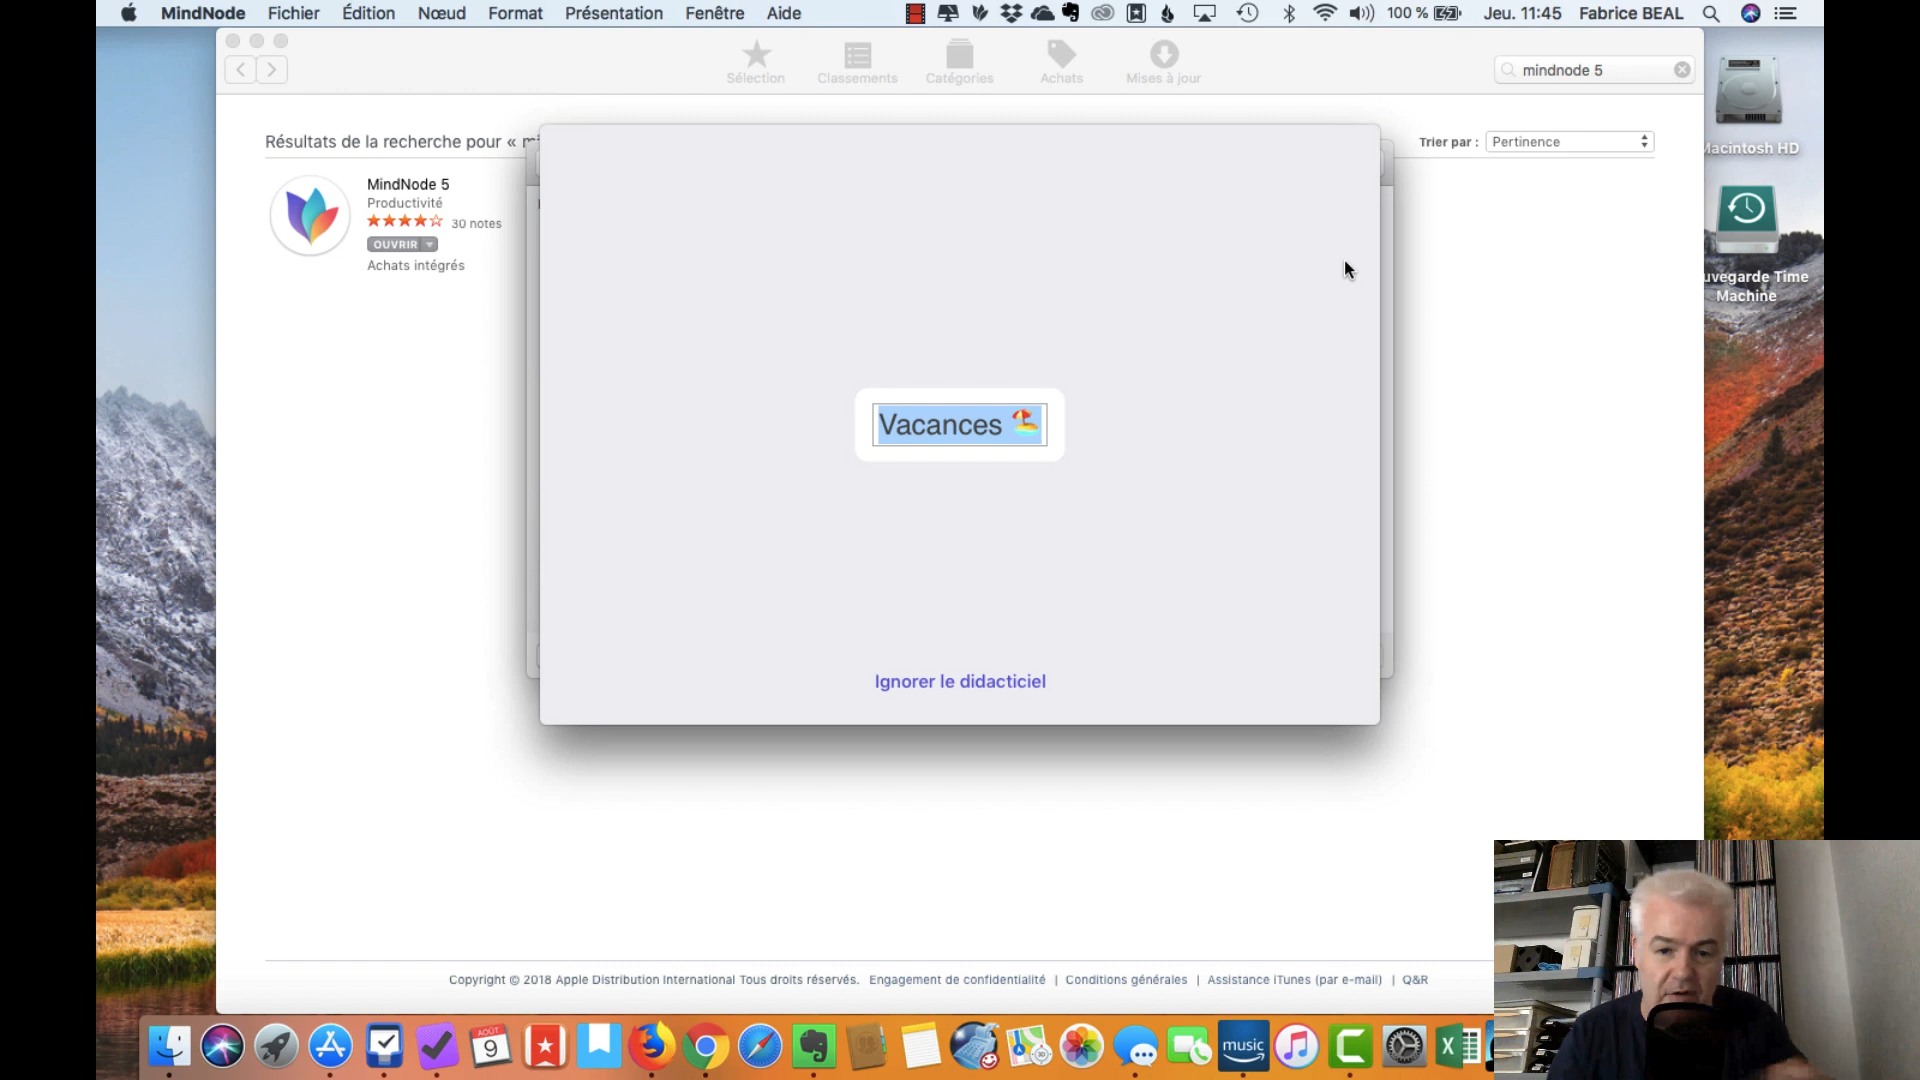 MindNode Fichier Édition Nœud Format Présentation Fenêtre Aide 100 % Jeu. 11:45 Fabrice BEAL
Sélection Classements Catégories Achats Mises à jour
mindnode 5
Résultats de la recherche pour « m
Trier par : Pertinence
Macintosh HD
MindNode 5
Productivité
30 notes
OUVRIR
Achats intégrés
uvegarde Time
Machine
Vacances
Ignorer le didacticiel
Copyright © 2018 Apple Distribution International Tous droits réservés. Engagement de confidentialité | Conditions générales | Assistance iTunes (par e-mail) | Q&R
AOÛT
9
music